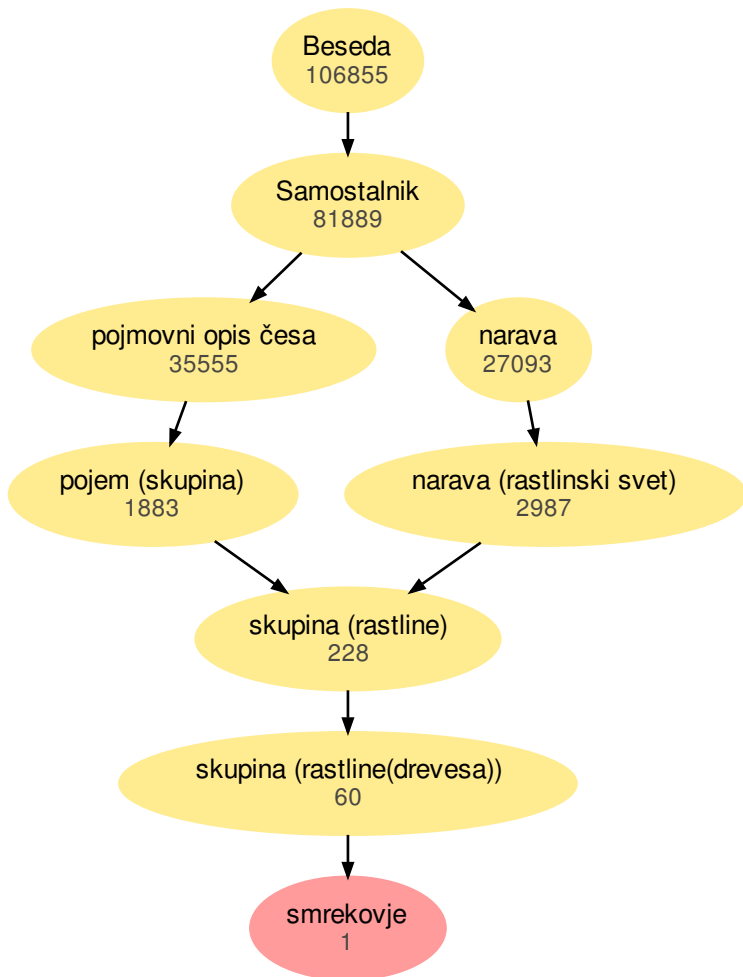 Beseda
106855
Samostalnik
81889
pojmovni opis česa
35555
narava
27093
pojem (skupina)
1883
narava (rastlinski svet)
2987
skupina (rastline)
228
skupina (rastline(drevesa))
60
smrekovje
1